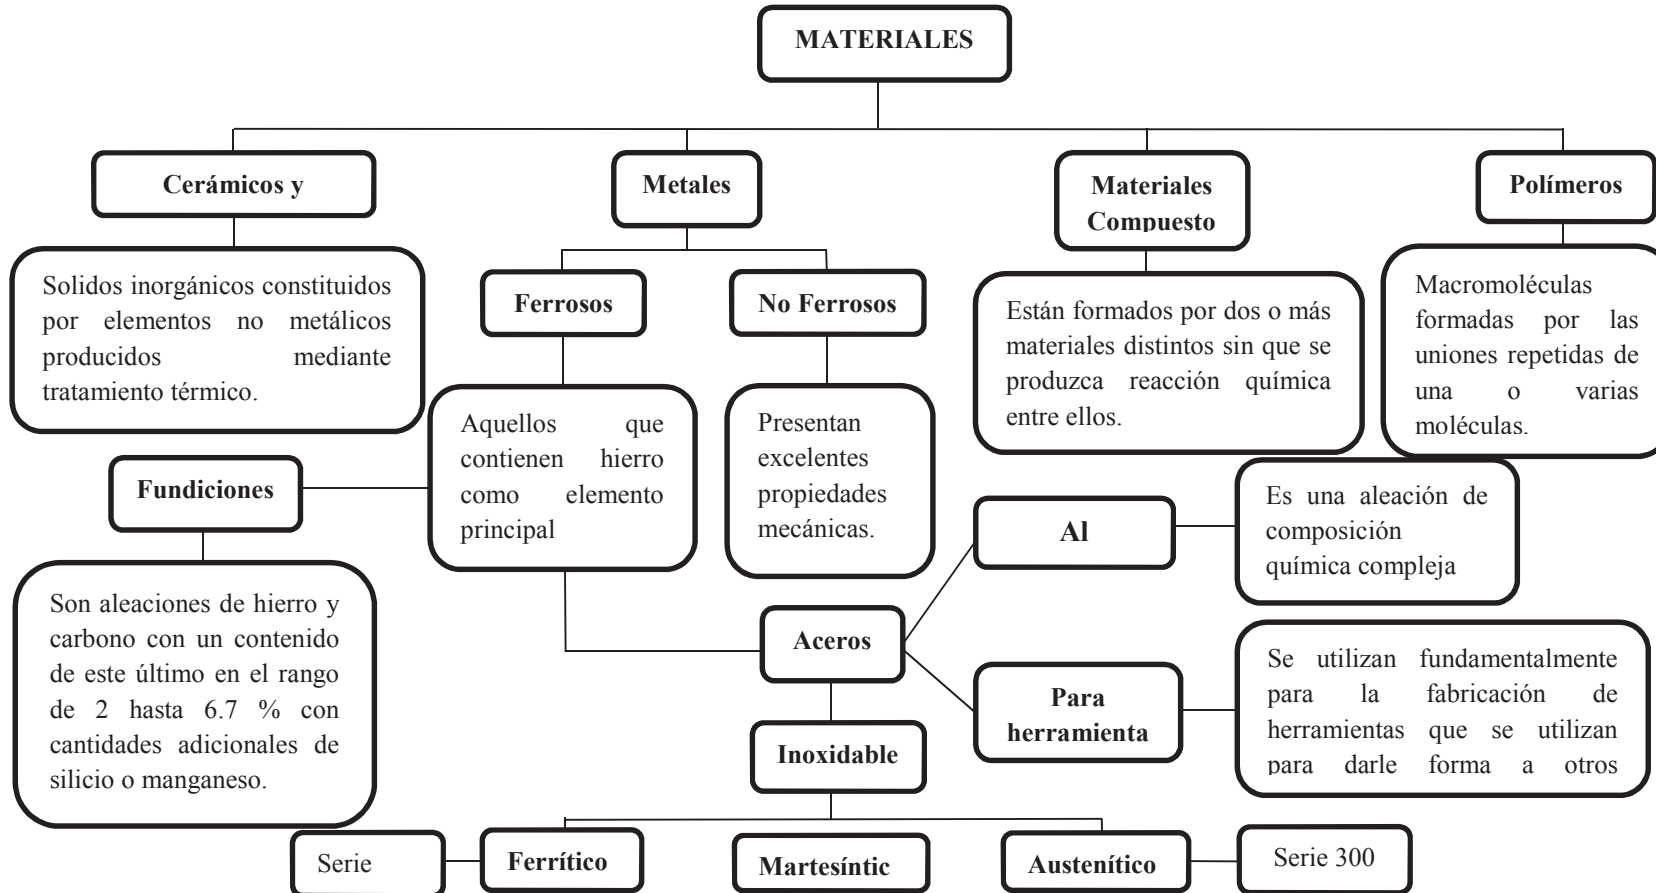 MATERIALES
Cerámicos y
Metales
Materiales
Compuesto
Polímeros
Solidos inorgánicos constituidos
por elementos no metálicos
producidos mediante
tratamiento térmico.
Ferrosos
No Ferrosos
Están formados por dos o más
materiales distintos sin que se
produzca reacción química
entre ellos.
Macromoléculas
formadas por las
uniones repetidas de
una o varias
moléculas.
Fundiciones
Aquellos que
contienen hierro
como elemento
principal
Presentan
excelentes
propiedades
mecánicas.
Al
Es una aleación de
composición
química compleja
Son aleaciones de hierro y
carbono con un contenido
de este último en el rango
de 2 hasta 6.7 % con
cantidades adicionales de
silicio o manganeso.
Aceros
Para
herramienta
Se utilizan fundamentalmente
para la fabricación de
herramientas que se utilizan
para darle forma a otros
Inoxidable
Serie
Ferrítico
Martesíntic
Austenítico
Serie 300